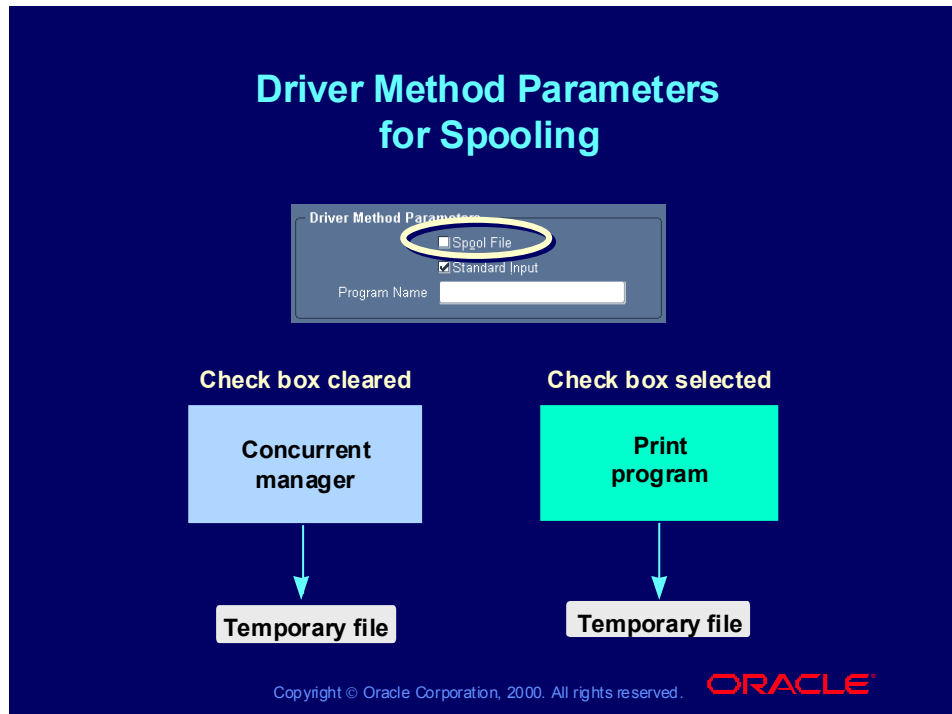 Driver Method Parameters
for Spooling
Driver Method Parameters
Spool File
Standard Input
Program Name
Check box cleared
Check box selected
Concurrent
manager
Print
program
Temporary file
Temporary file
Copyright © Oracle Corporation, 2000. All rights reserved.
ORACLE®